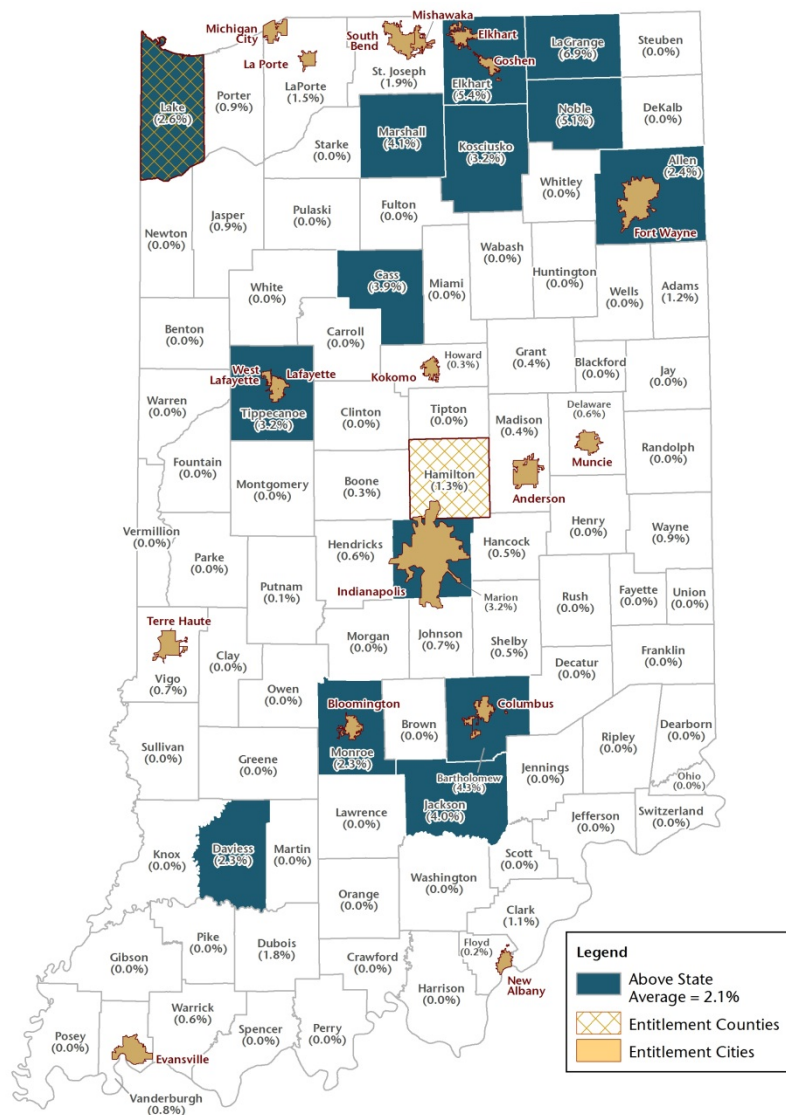 Michigan
City
La Porte
South
Bend
Mishawaka
Elkhart
Goshen
LaGrange
(6.9%)
Steuben
(0.0%)
Lake
(2.6%)
Porter
(0.9%)
LaPorte
(1.5%)
St. Joseph
(1.9%)
Elkhart
(5.4%)
Noble
(5.1%)
DeKalb
(0.0%)
Starke
(0.0%)
Marshall
(4.1%)
Kosciusko
(3.2%)
Whitley
(0.0%)
Allen
(2.4%)
Fort Wayne
Newton
(0.0%)
Jasper
(0.9%)
Pulaski
(0.0%)
Fulton
(0.0%)
Wabash
(0.0%)
Huntington
(0.0%)
Wells
(0.0%)
Adams
(1.2%)
White
(0.0%)
Cass
(3.9%)
Miami
(0.0%)
Benton
(0.0%)
Carroll
(0.0%)
Howard
(0.3%)
Kokomo
Grant
(0.4%)
Blackford
(0.0%)
Jay
(0.0%)
Warren
(0.0%)
West
Lafayette
Lafayette
Tippecanoe
(3.2%)
Clinton
(0.0%)
Tipton
(0.0%)
Madison
(0.4%)
Anderson
Delaware
(0.6%)
Muncie
Randolph
(0.0%)
Fountain
(0.0%)
Montgomery
(0.0%)
Boone
(0.3%)
Hamilton
(1.3%)
Vermillion
(0.0%)
Parke
(0.0%)
Putnam
(0.1%)
Hendricks
(0.6%)
Indianapolis
Marion
(3.2%)
Hancock
(0.5%)
Henry
(0.0%)
Wayne
(0.9%)
Rush
(0.0%)
Fayette
(0.0%)
Union
(0.0%)
Terre Haute
Vigo
(0.7%)
Clay
(0.0%)
Owen
(0.0%)
Morgan
(0.0%)
Johnson
(0.7%)
Shelby
(0.5%)
Decatur
(0.0%)
Franklin
(0.0%)
Sullivan
(0.0%)
Greene
(0.0%)
Bloomington
Monroe
(2.3%)
Brown
(0.0%)
Columbus
Bartholomew
(4.3%)
Jennings
(0.0%)
Ripley
(0.0%)
Dearborn
(0.0%)
Ohio
(0.0%)
Knox
(0.0%)
Daviess
(2.3%)
Martin
(0.0%)
Lawrence
(0.0%)
Jackson
(4.0%)
Jefferson
(0.0%)
Switzerland
(0.0%)
Scott
(0.0%)
Orange
(0.0%)
Washington
(0.0%)
Clark
(1.1%)
Floyd
(0.2%)
New
Albany
Gibson
(0.0%)
Pike
(0.0%)
Dubois
(1.8%)
Crawford
(0.0%)
Harrison
(0.0%)
Posey
(0.0%)
Evansville
Vanderburgh
(0.8%)
Warrick
(0.6%)
Spencer
(0.0%)
Perry
(0.0%)
Legend
Above State
Average = 2.1%
Entitlement Counties
Entitlement Cities